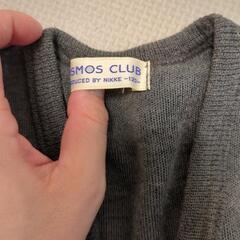 SMOS CLUB
DUCED BY NIKKE -120-